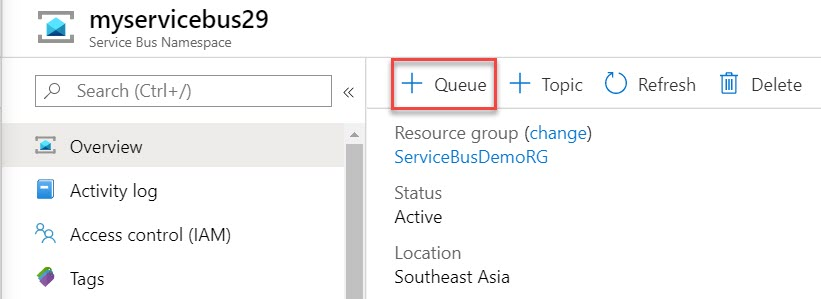 myservicebus29
Service Bus Namespace
Search (Ctrl+/)
«
Overview
Activity log
Access control (IAM)
Tags
+ Queue + Topic Refresh Delete
Resource group (change)
ServiceBusDemoRG
Status
Active
Location
Southeast Asia